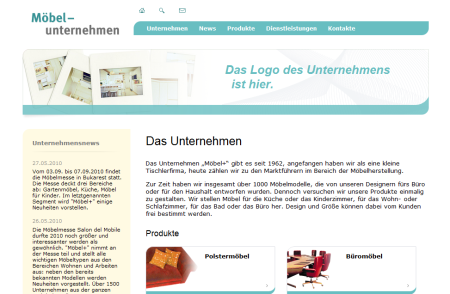 Möbel-
unternehmen
Unternehmen News Produkte Dienstleistungen Kontakte
Das Logo des Unternehmens
ist hier.
Unternehmensnews
27.05.2010
Vom 03.09. bis 07.09.2010 findet
die Möbelmesse in Bukarest statt.
Die Messe deckt drei Bereiche
ab: Gartenmöbel, Küche, Möbel
für Kinder. Im letztgenannten
Segment wird "Möbel+" einige
Neuheiten vorstellen.
26.05.2010
Die Möbelmesse Salon del Mobile
durfte 2010 noch größer und
interessanter werden als
gewöhnlich. "Möbel+" nimmt an
der Messe teil und stellt alle
wichtigen Möbeltypen aus den
Bereichen Wohnen und Arbeiten
aus: neben den bereits
bekannten Modellen werden
Neuheiten vorgestellt. Über 1500
Unternehmen aus der ganzen
Das Unternehmen
Das Unternehmen „Möbel+“ gibt es seit 1962, angefangen haben wir als eine kleine
Tischlerfirma, heute zählen wir zu den Marktführern im Bereich der Möbelherstellung.
Zur Zeit haben wir insgesamt über 1000 Möbelmodelle, die von unseren Designern fürs Büro
oder für den Haushalt entworfen wurden. Dennoch versuchen wir unsere Produkte einmalig
zu gestalten. Wir stellen Möbel für die Küche oder das Kinderzimmer, für das Wohn- oder
Schlafzimmer, für das Bad oder das Büro her. Design und Größe können dabei vom Kunden
frei bestimmt werden.
Produkte
Polstermöbel
Büromöbel